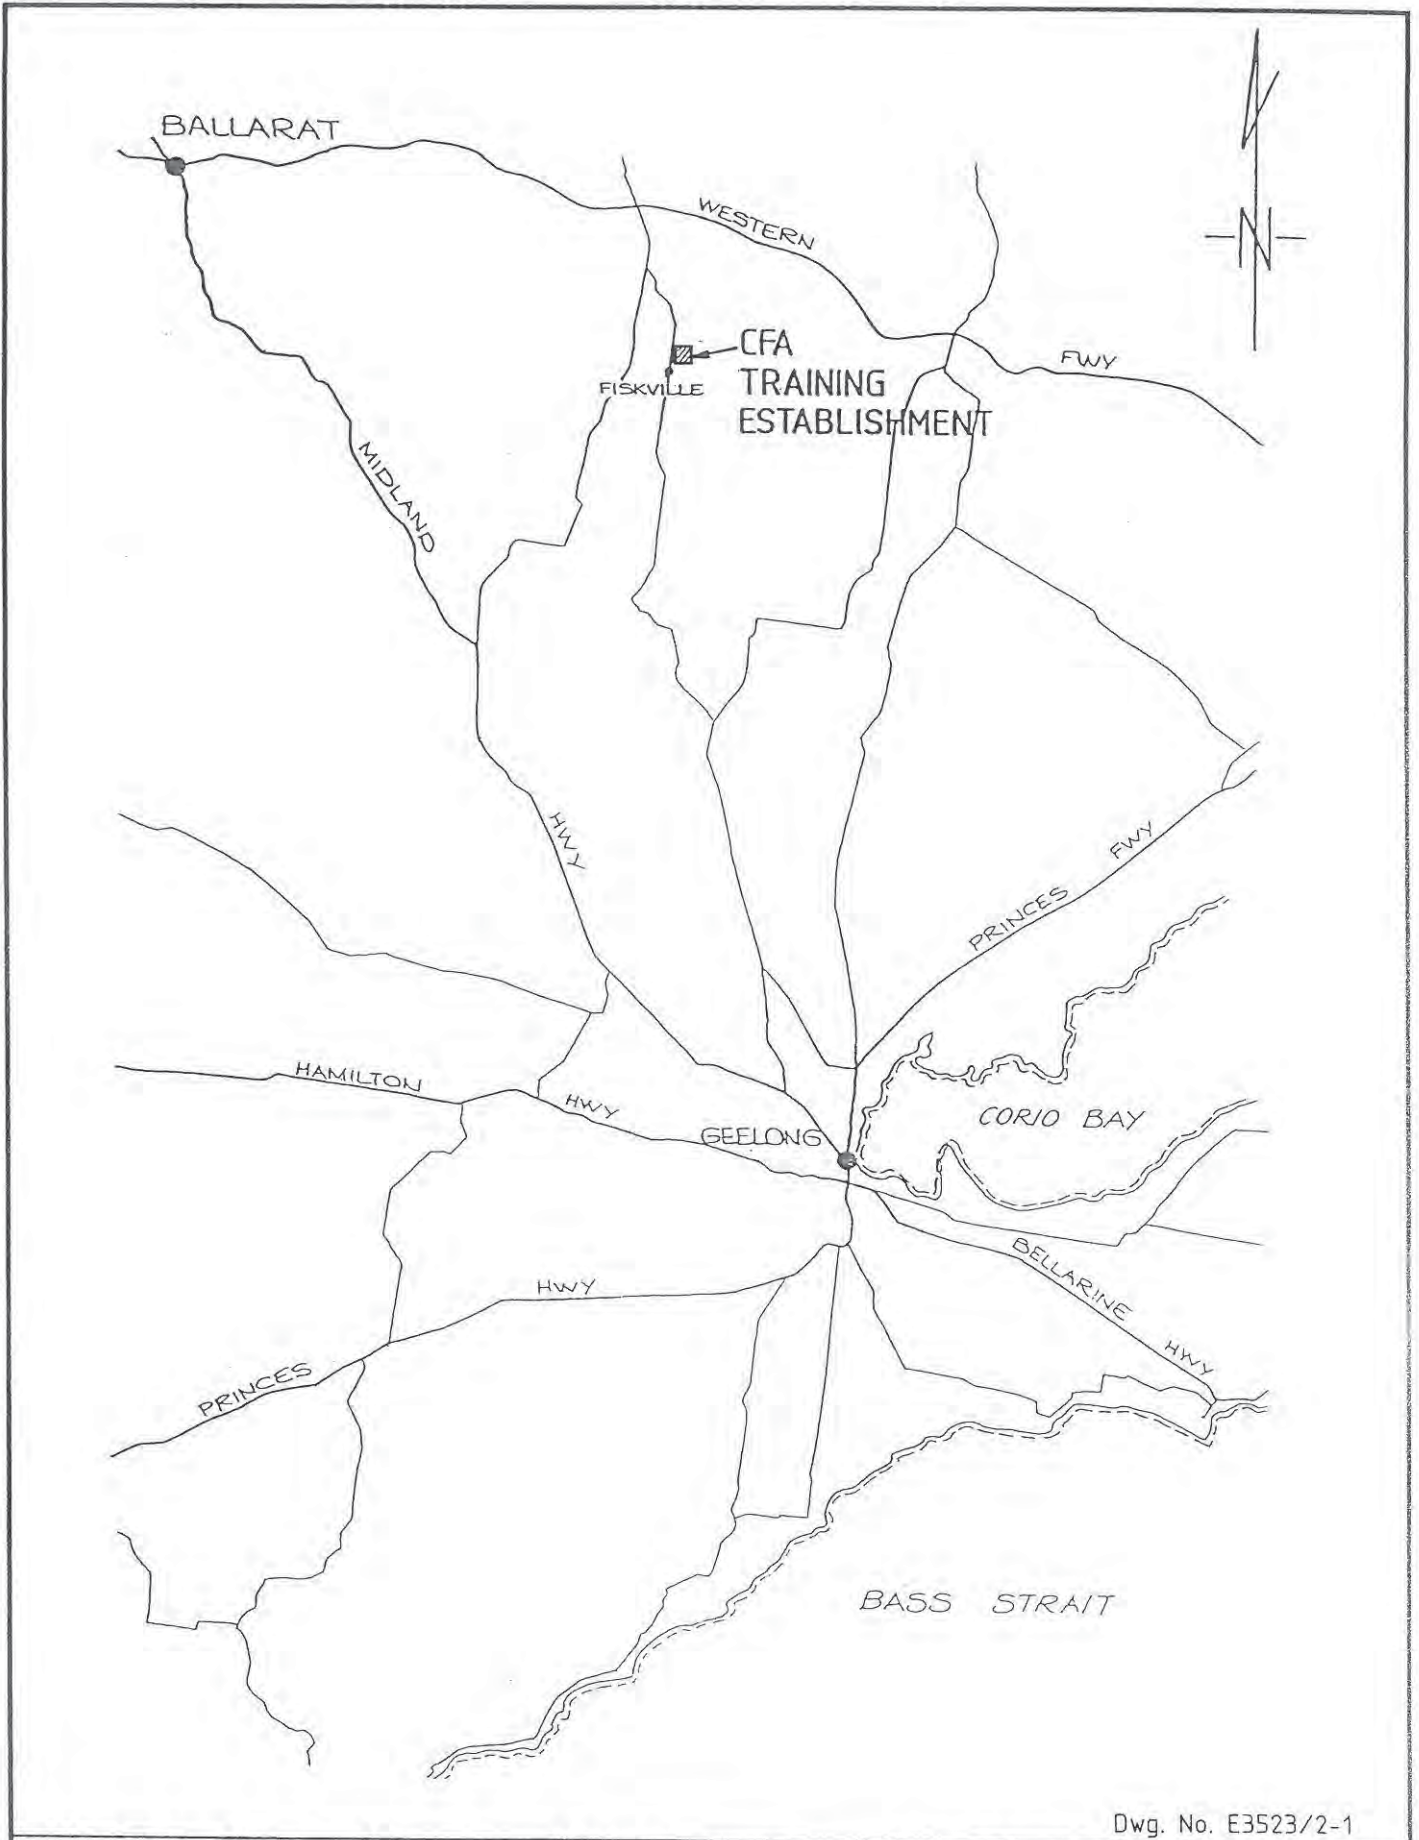 BALLARAT
WESTERN
N
CFA
TRAINING
ESTABLISHMENT
FWY
FISKVILLE
MIDLAND
HWY
FWY
PRINCES
HAMILTON
HWY
GEELONG
CORIO BAY
BELLARINE
HWY
HWY
PRINCES
BASS STRAIT
Dwg. No. E3523/2-1